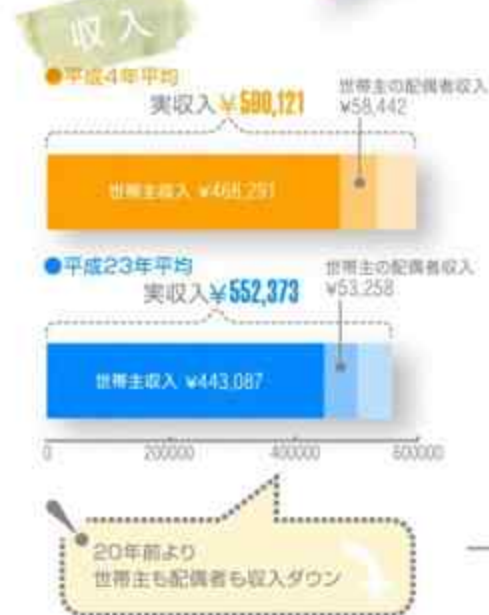 収入
●平成4年平均
実収入¥590,121
世帯主の配偶者収入
¥58,442
世帯主収入 ¥468,291
●平成23年平均
実収入¥552,373
世帯主の配偶者収入
¥53,258
世帯主収入 ¥443,087
0 200000 400000 600000
20年前より
世帯主も配偶者も収入ダウン